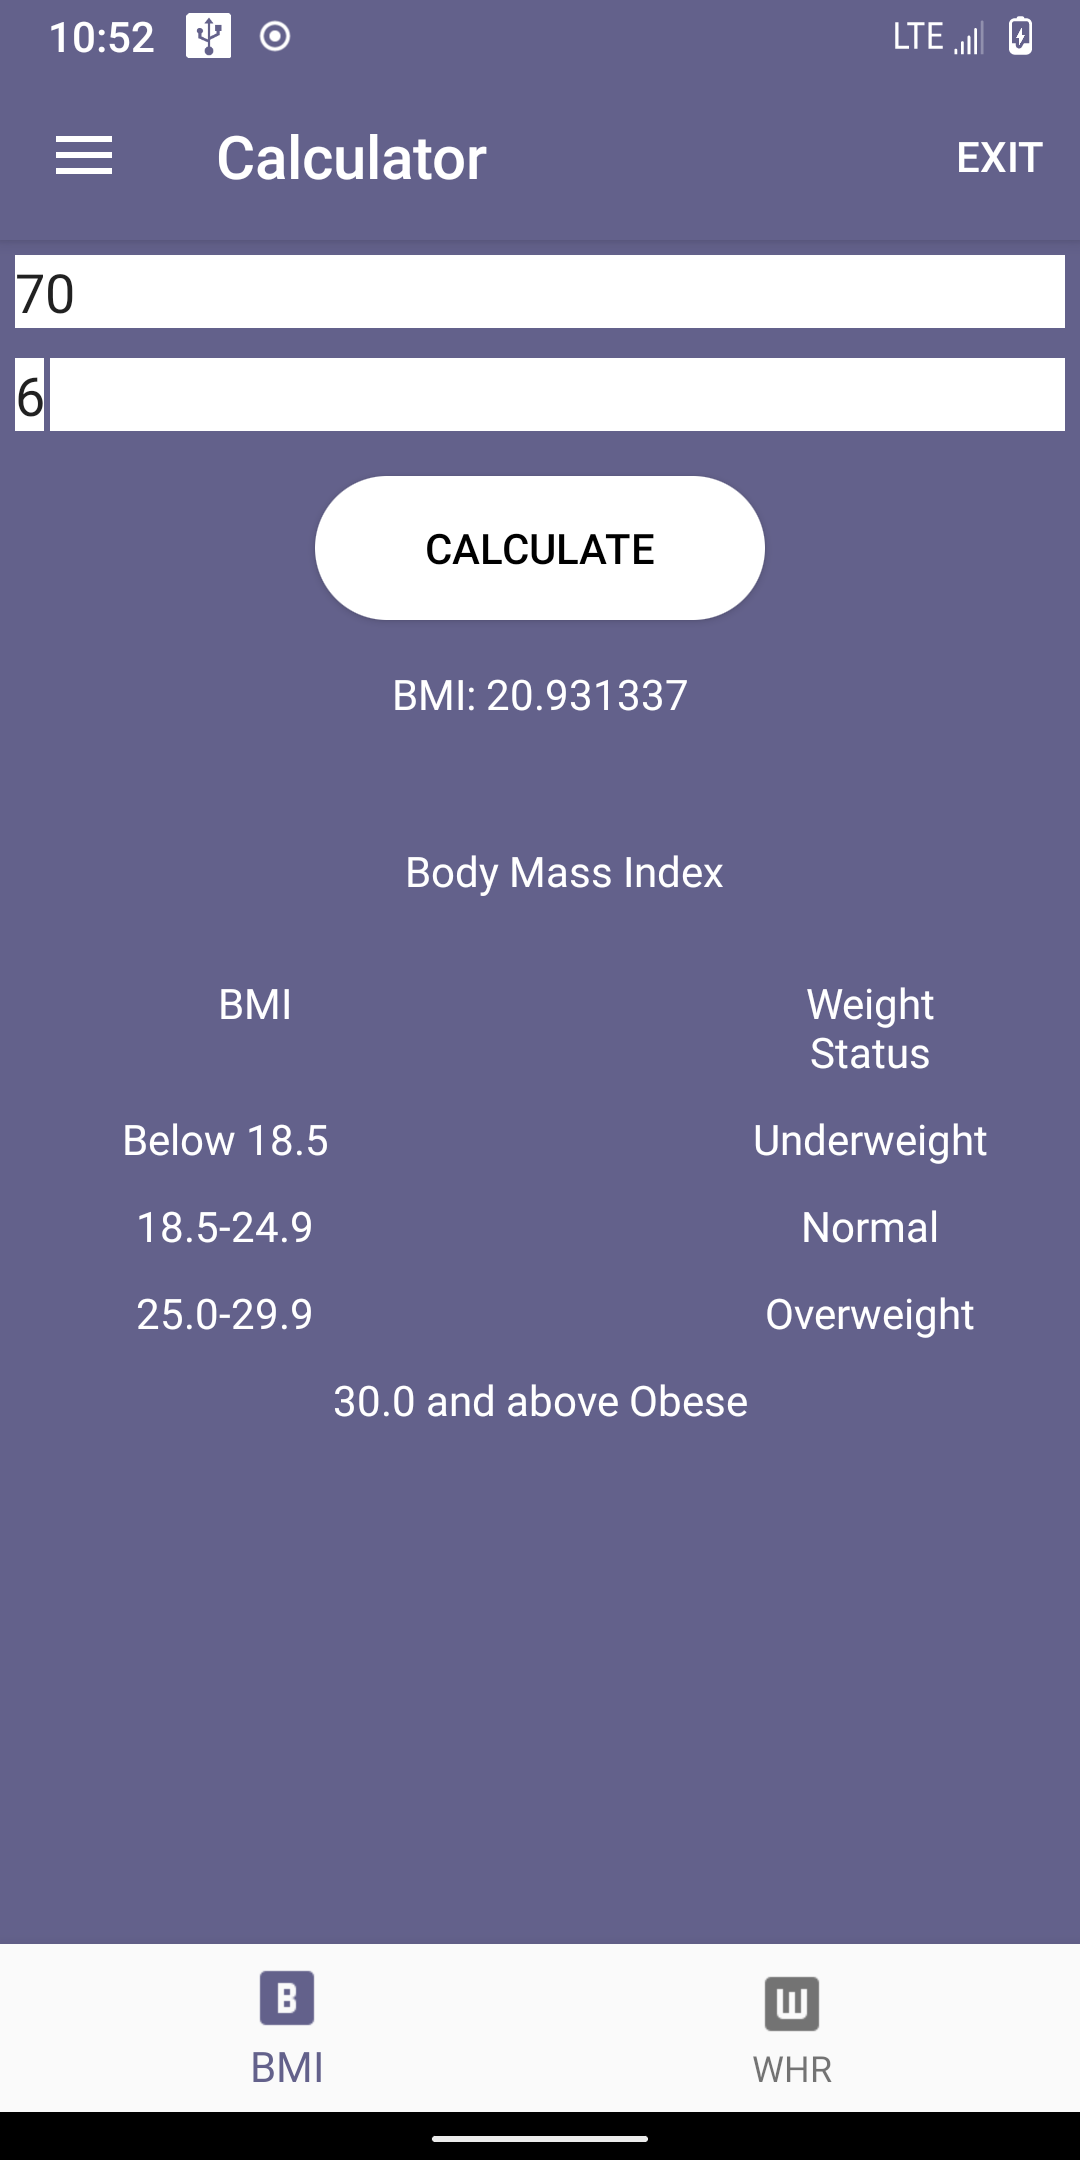 10:52
LTE
Calculator
EXIT
70
6
CALCULATE
BMI: 20.931337
Body Mass Index
BMI
Weight
Status
Below 18.5
Underweight
18.5-24.9
Normal
25.0-29.9
Overweight
30.0 and above Obese
B
W
BMI
WHR